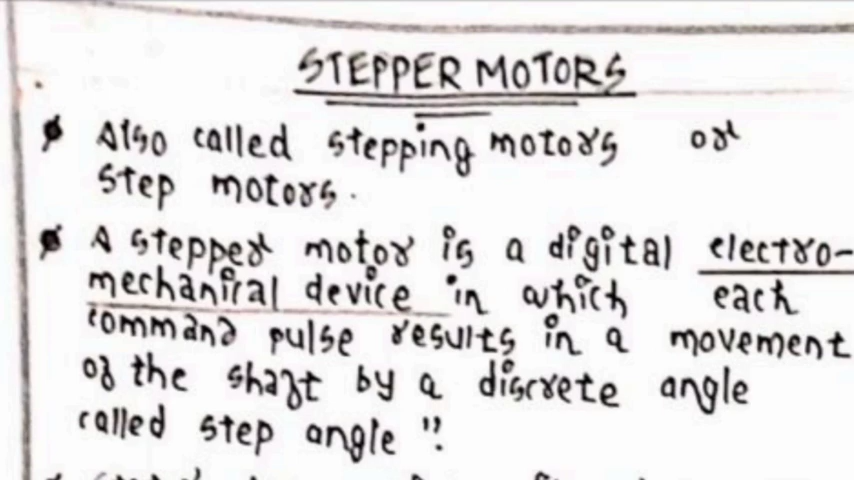 STEPPER MOTORS
Also called stepping motors or
step motors.
A stepper motor is a digital electro-
mechanical device in which each
command pulse results in a movement
of the shaft by a discrete angle
called step angle ".